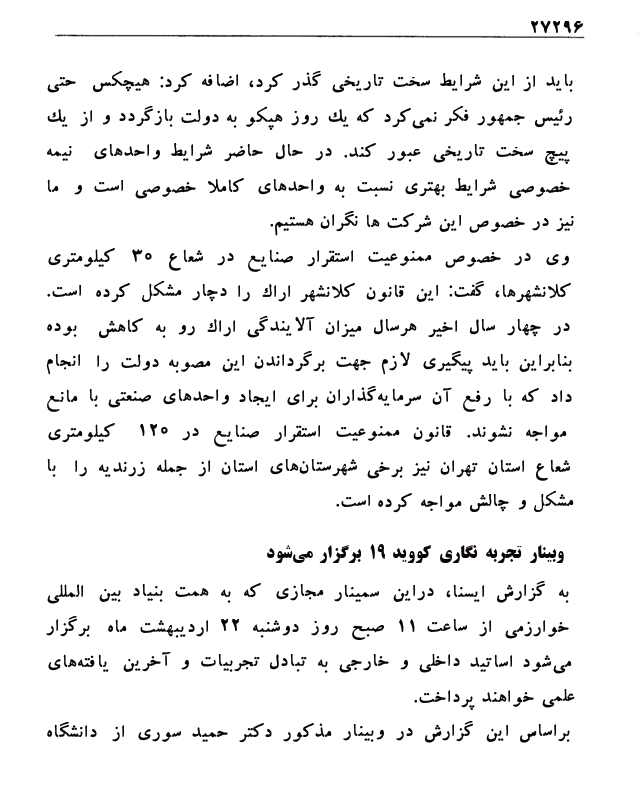 ۲۷۲۹۶
باید از این شرایط سخت تاریخی گذر کرد، اضافه کرد: هیچکس حتی
رئیس جمهور فکر نمی‌کرد که یك روز هپکو به دولت بازگردد و از یك
پیچ سخت تاریخی عبور کند. در حال حاضر شرایط واحدهای نیمه
خصوصی شرایط بهتری نسبت به واحدهای کاملا خصوصی است و ما
نیز در خصوص این شرکت ها نگران هستیم.
وی در خصوص ممنوعیت استقرار صنایع در شعاع ۳۰ کیلومتری
کلانشهرها، گفت: این قانون کلانشهر اراك را دچار مشکل کرده است.
در چهار سال اخیر هرسال میزان آلایندگی اراك رو به کاهش بوده
بنابراین باید پیگیری لازم جهت برگرداندن این مصوبه دولت را انجام
داد که با رفع آن سرمایه‌گذاران برای ایجاد واحدهای صنعتی با مانع
مواجه نشوند. قانون ممنوعیت استقرار صنایع در ۱۲۰ کیلومتری
شعاع استان تهران نیز برخی شهرستان‌های استان از جمله زرندیه را با
مشکل و چالش مواجه کرده است.
وبینار تجربه نگاری کووید ۱۹ برگزار می‌شود
به گزارش ایسنا، دراین سمینار مجازی که به همت بنیاد بین المللی
خوارزمی از ساعت ۱۱ صبح روز دوشنبه ۲۲ اردیبهشت ماه برگزار
می‌شود اساتید داخلی و خارجی به تبادل تجربیات و آخرین یافته‌های
علمی خواهند پرداخت.
براساس این گزارش در وبینار مذکور دکتر حمید سوری از دانشگاه